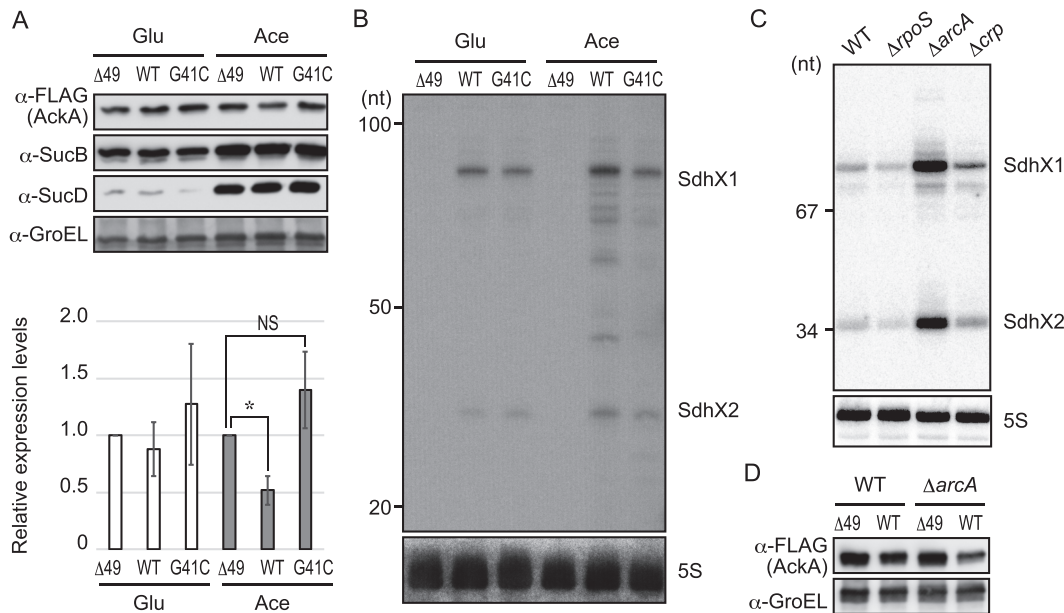 A
Glu Ace
Δ49 WT G41C Δ49 WT G41C
α-FLAG
(AckA)
α-SucB
α-SucD
α-GroEL
Relative expression levels
2.0
1.5
1.0
0.5
0
NS
*
Δ49 WT G41C Δ49 WT G41C
Glu Ace
B
Glu Ace
Δ49 WT G41C Δ49 WT G41C
(nt)
100
50
20
SdhX1
SdhX2
5S
C
WT ΔrpoS ΔarcA Δcrp
(nt)
67
34
SdhX1
SdhX2
5S
D
WT ΔarcA
Δ49 WT Δ49 WT
α-FLAG
(AckA)
α-GroEL